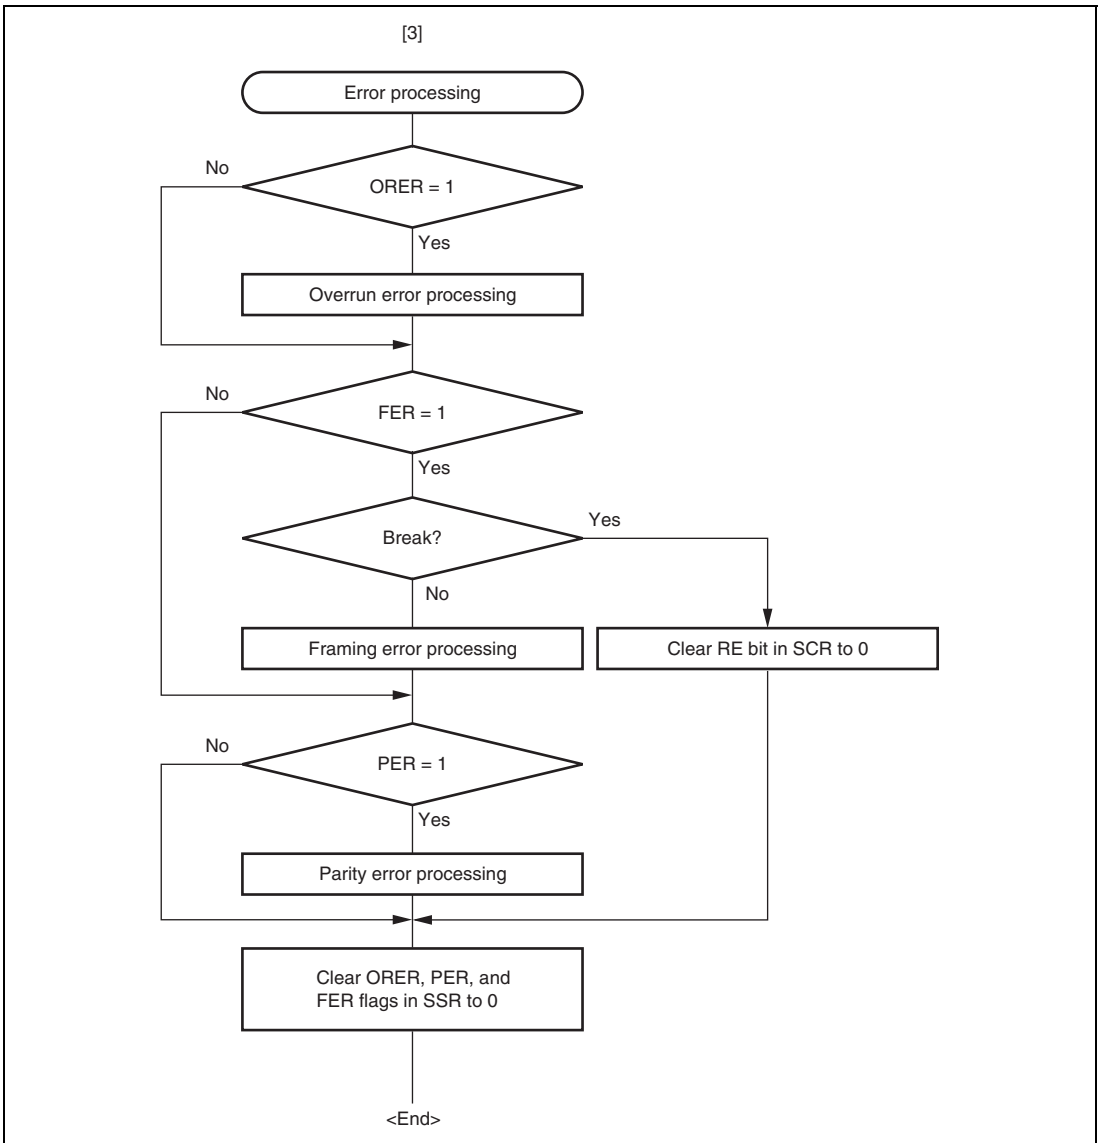 [3]
Error processing
No
ORER = 1
Yes
Overrun error processing
No
FER = 1
Yes
Break?
Yes
No
Framing error processing
Clear RE bit in SCR to 0
No
PER = 1
Yes
Parity error processing
Clear ORER, PER, and
FER flags in SSR to 0
<End>